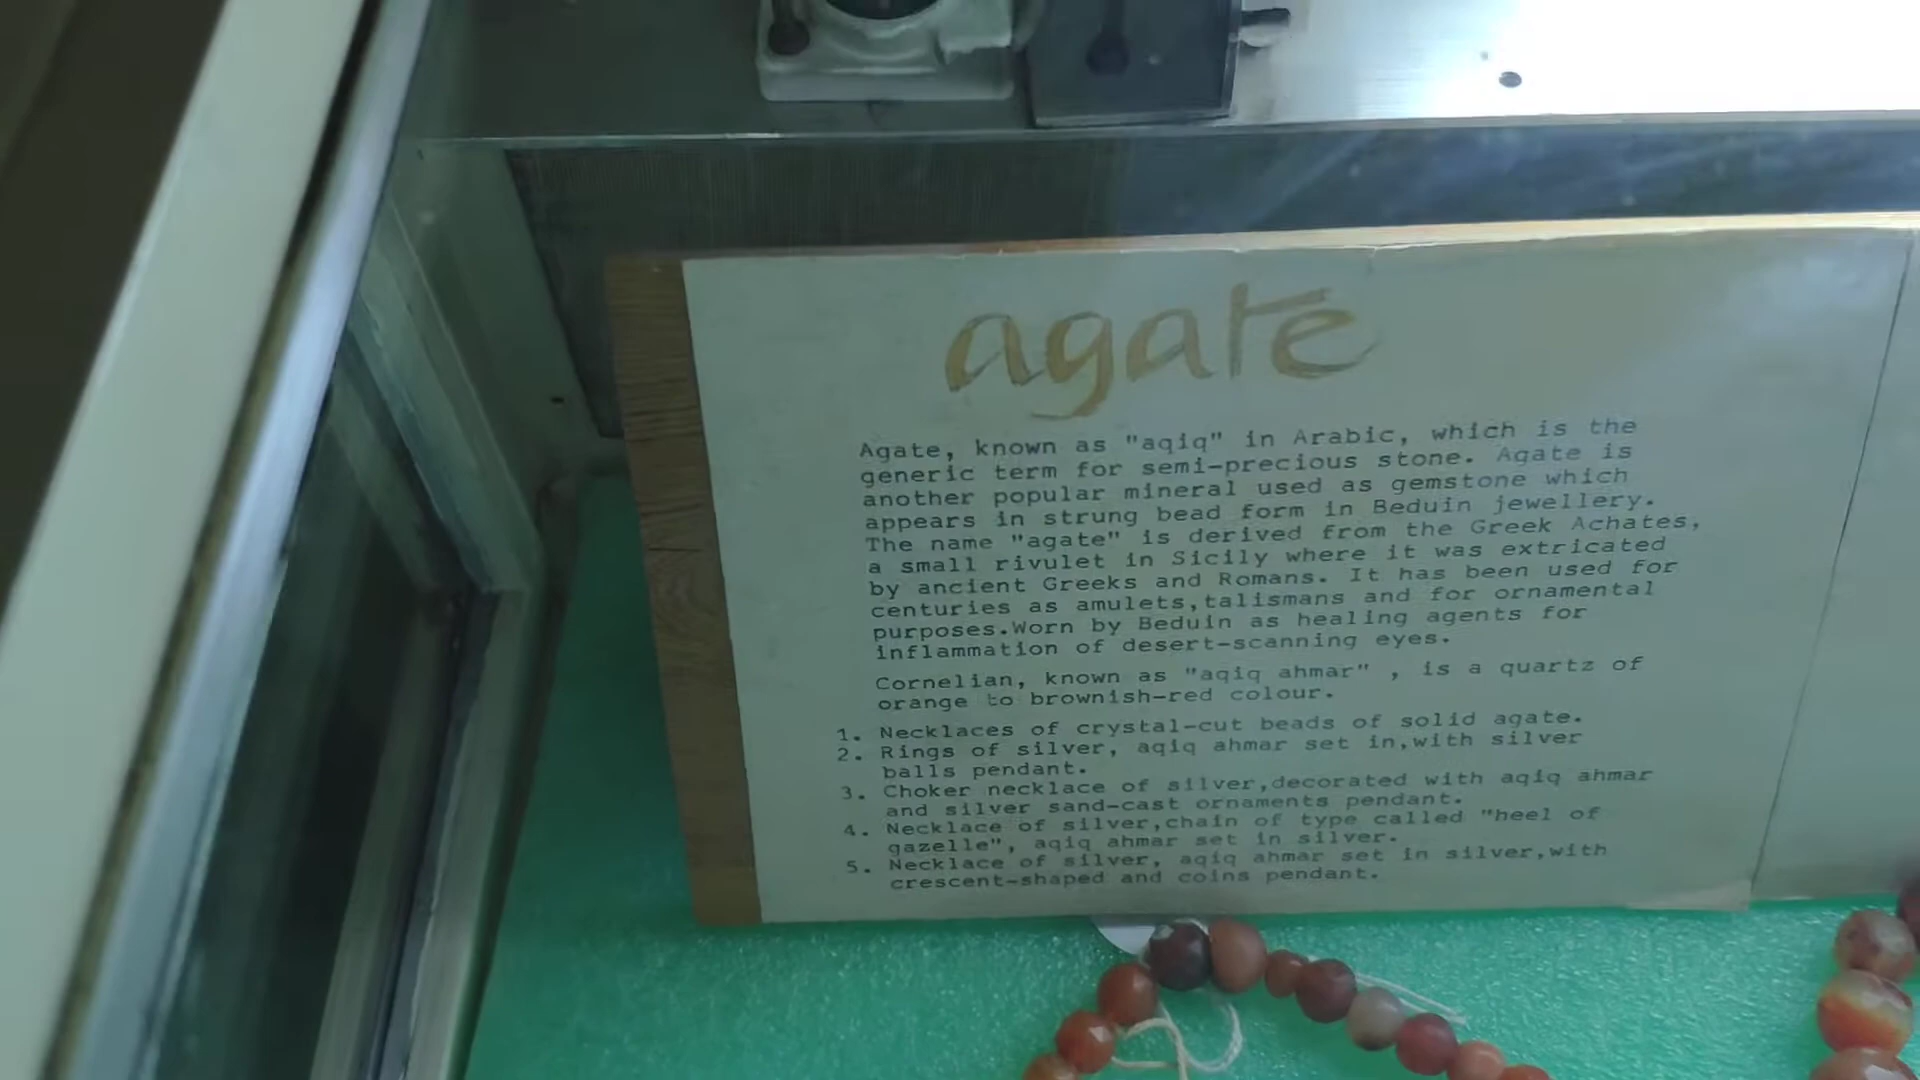 agate
Agate, known as "aqiq" in Arabic, which is the
generic term for semi-precious stone. Agate is
another popular mineral used as gemstone which
appears in strung bead form in Beduin jewellery.
The name "agate" is derived from the Greek Achates,
a small rivulet in Sicily where it was extricated
by ancient Greeks and Romans. It has been used for
centuries as amulets,talismans and for ornamental
purposes.Worn by Beduin as healing agents for
inflammation of desert-scanning eyes.
Cornelian, known as "aqiq ahmar" , is a quartz of
orange to brownish-red colour.
1. Necklaces of crystal-cut beads of solid agate.
2. Rings of silver, aqiq ahmar set in,with silver
balls pendant.
3. Choker necklace of silver,decorated with aqiq ahmar
and silver sand-cast ornaments pendant.
4. Necklace of silver,chain of type called "heel of
gazelle", aqiq ahmar set in silver.
5. Necklace of silver, aqiq ahmar set in silver,with
crescent-shaped and coins pendant.